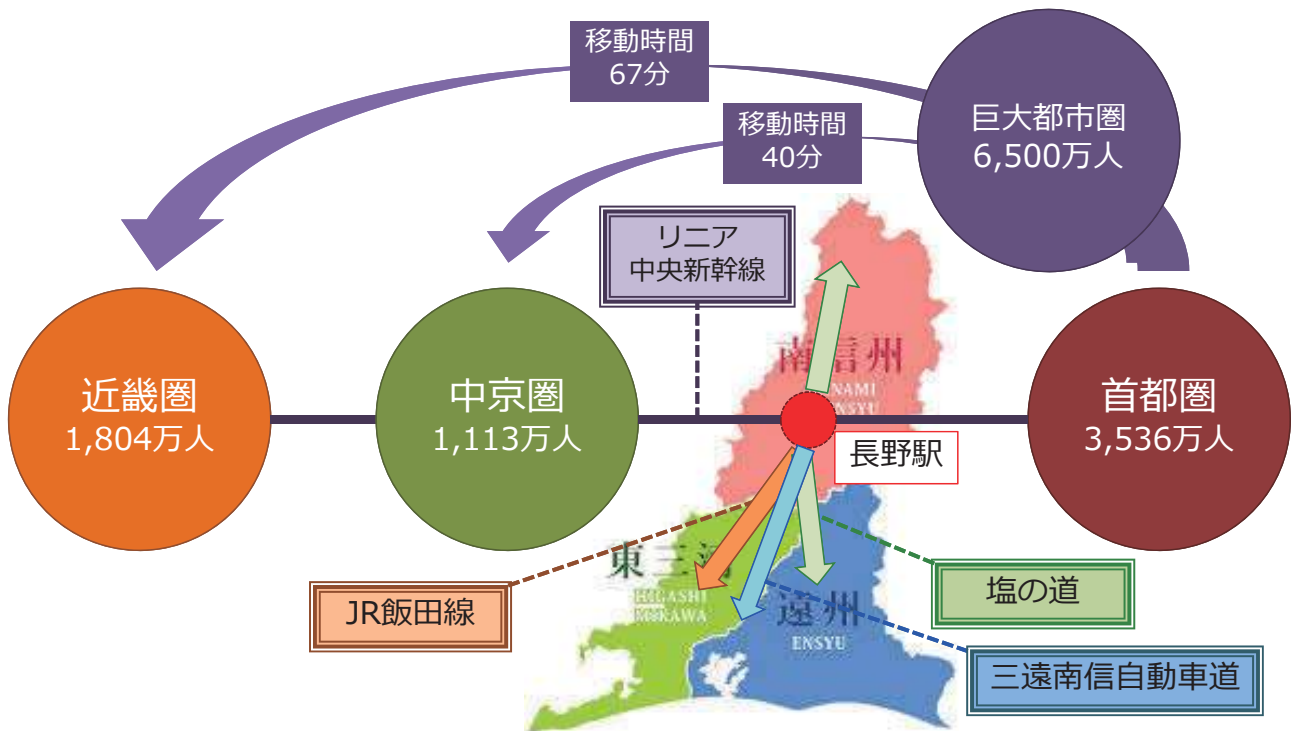 移動時間
67分
移動時間
40分
巨大都市圏
6,500万人
リニア
中央新幹線
近畿圏
1,804万人
中京圏
1,113万人
南信州
首都圏
3,536万人
長野駅
東三河
HIGASHI
MIKAWA
遠州
ENSYU
JR飯田線
塩の道
三遠南信自動車道